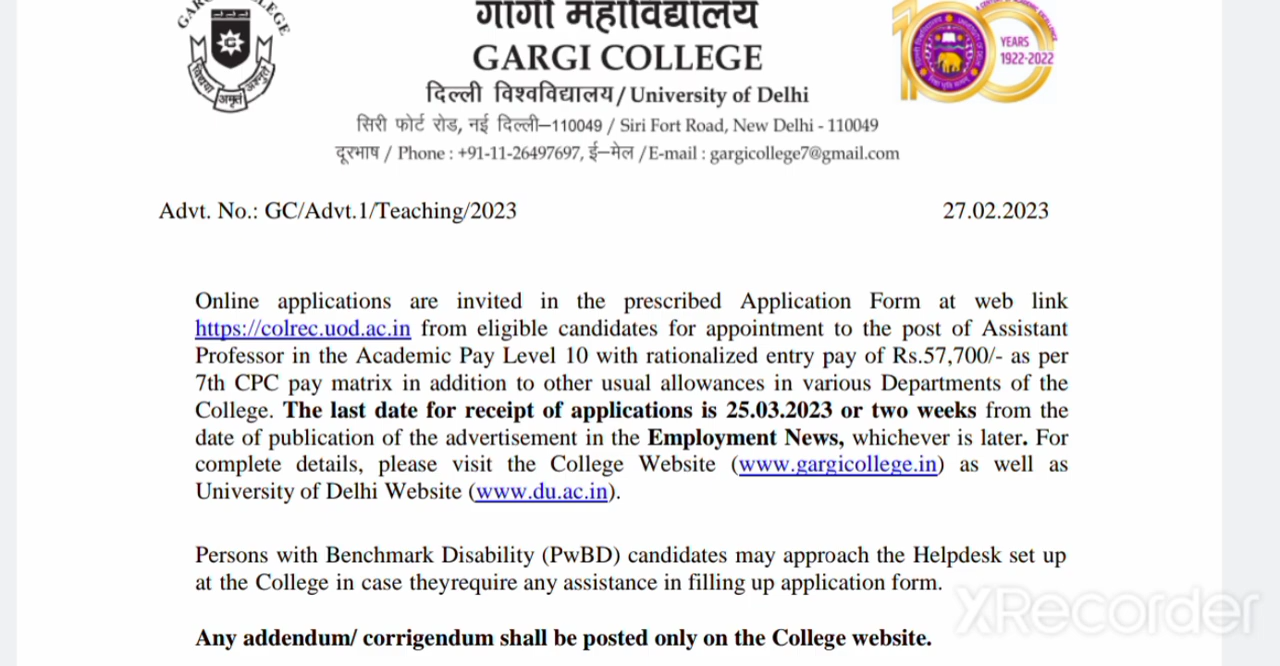 GARGI COLLEGE
विद्यया अमृतं अश्नुते
गार्गी महाविद्यालय
GARGI COLLEGE
दिल्ली विश्वविद्यालय / University of Delhi
सिरी फोर्ट रोड, नई दिल्ली–110049 / Siri Fort Road, New Delhi - 110049
दूरभाष / Phone : +91-11-26497697, ई–मेल / E-mail : gargicollege7@gmail.com
YEARS
1922-2022
Advt. No.: GC/Advt.1/Teaching/2023 27.02.2023
Online applications are invited in the prescribed Application Form at web link
https://colrec.uod.ac.in from eligible candidates for appointment to the post of Assistant
Professor in the Academic Pay Level 10 with rationalized entry pay of Rs.57,700/- as per
7th CPC pay matrix in addition to other usual allowances in various Departments of the
College. The last date for receipt of applications is 25.03.2023 or two weeks from the
date of publication of the advertisement in the Employment News, whichever is later. For
complete details, please visit the College Website (www.gargicollege.in) as well as
University of Delhi Website (www.du.ac.in).
Persons with Benchmark Disability (PwBD) candidates may approach the Helpdesk set up
at the College in case theyrequire any assistance in filling up application form.
Any addendum/ corrigendum shall be posted only on the College website.
XRecorder